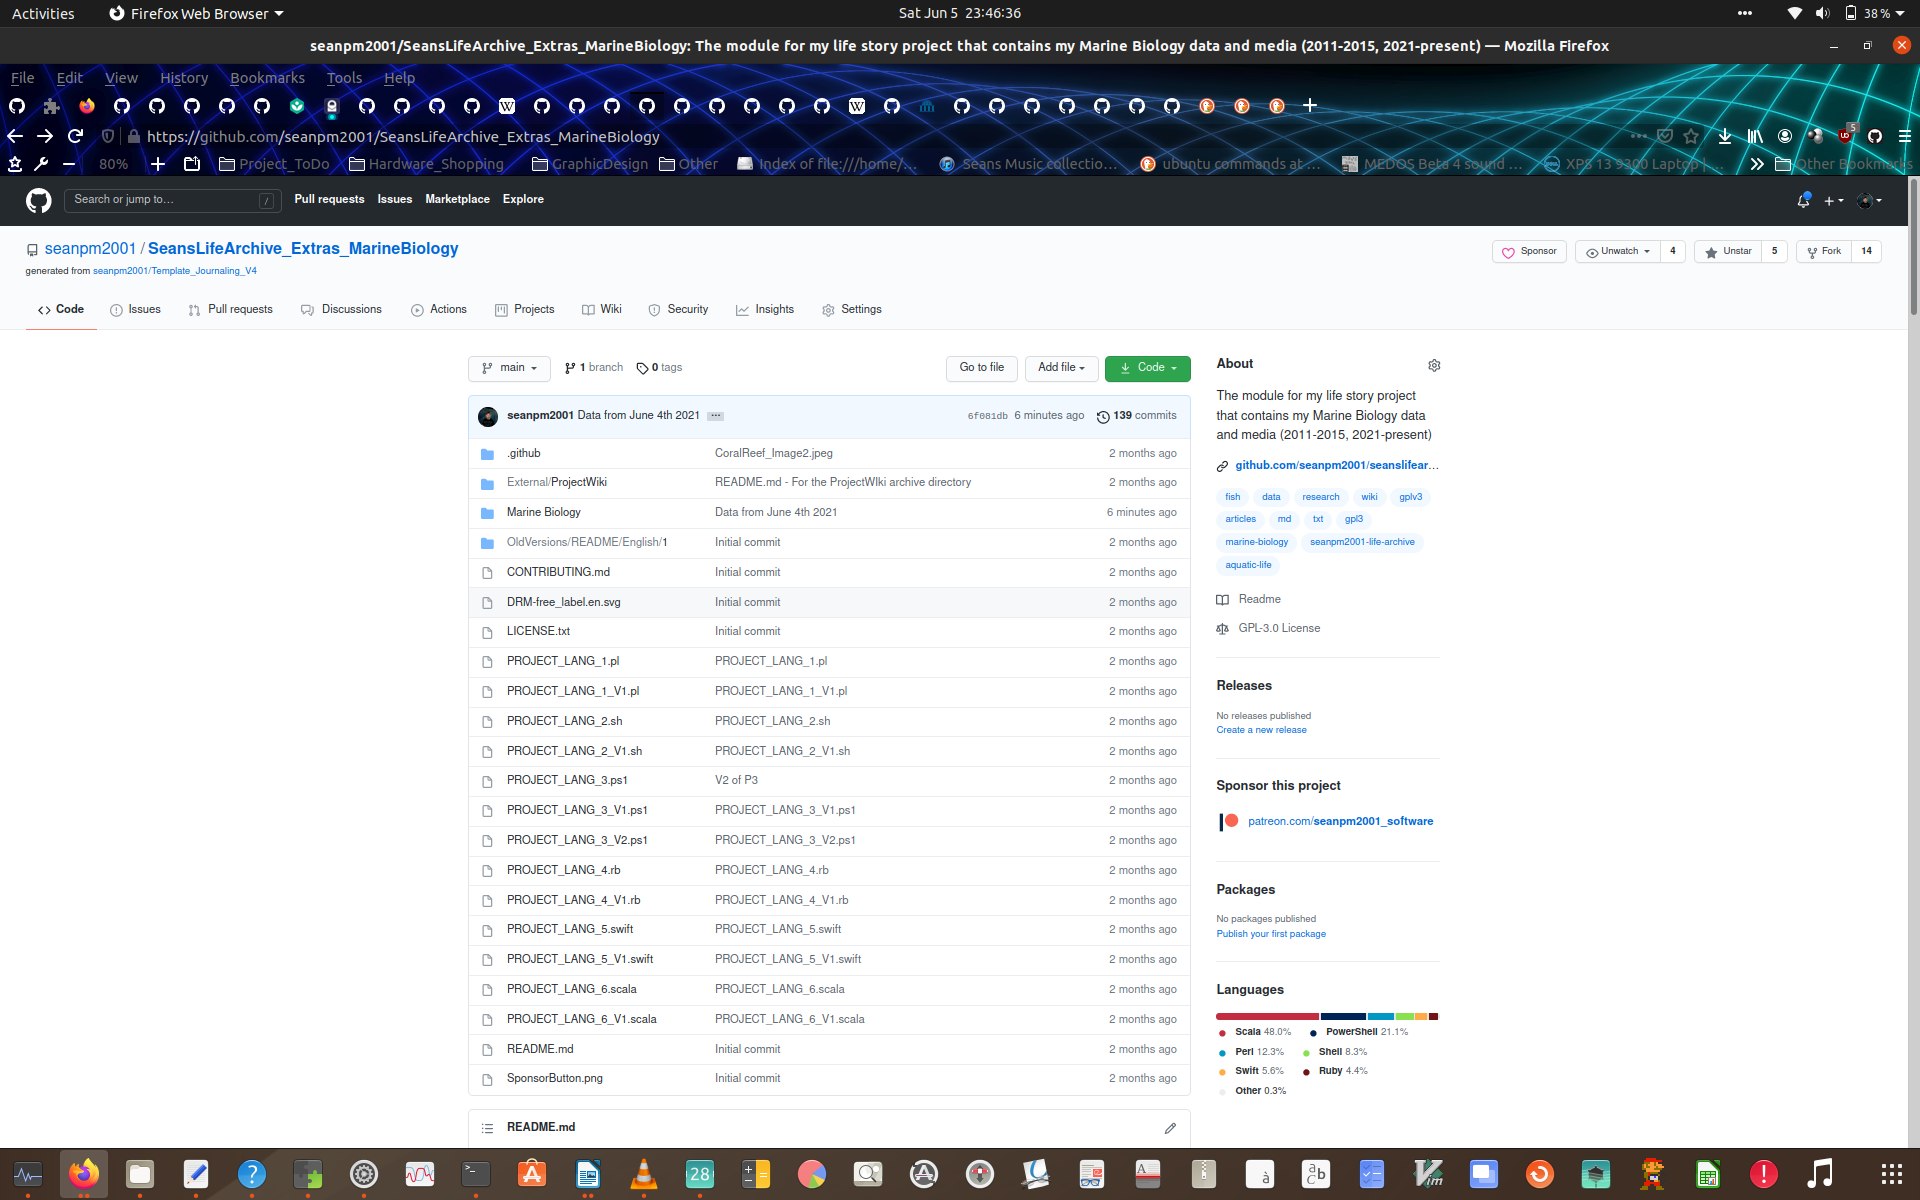 Activities
Firefox Web Browser
Sat Jun 5 23:46:36
38 %
seanpm2001/SeansLifeArchive_Extras_MarineBiology: The module for my life story project that contains my Marine Biology data and media (2011-2015, 2021-present) — Mozilla Firefox
File Edit View History Bookmarks Tools Help
https://github.com/seanpm2001/SeansLifeArchive_Extras_MarineBiology
5
80% Project_ToDo Hardware_Shopping GraphicDesign Other Index of file:///home/… Seans Music collectio… ubuntu commands at … MEDOS Beta 4 sound … XPS 13 9300 Laptop | … Other Bookmarks
Search or jump to… / Pull requests Issues Marketplace Explore
seanpm2001 / SeansLifeArchive_Extras_MarineBiology
generated from seanpm2001/Template_Journaling_V4
Sponsor Unwatch 4 Unstar 5 Fork 14
Code Issues Pull requests Discussions Actions Projects Wiki Security Insights Settings
main 1 branch 0 tags Go to file Add file Code
seanpm2001 Data from June 4th 2021 ··· 6f081db 6 minutes ago 139 commits
.github CoralReef_Image2.jpeg 2 months ago
External/ProjectWiki README.md - For the ProjectWIki archive directory 2 months ago
Marine Biology Data from June 4th 2021 6 minutes ago
OldVersions/README/English/1 Initial commit 2 months ago
CONTRIBUTING.md Initial commit 2 months ago
DRM-free_label.en.svg Initial commit 2 months ago
LICENSE.txt Initial commit 2 months ago
PROJECT_LANG_1.pl PROJECT_LANG_1.pl 2 months ago
PROJECT_LANG_1_V1.pl PROJECT_LANG_1_V1.pl 2 months ago
PROJECT_LANG_2.sh PROJECT_LANG_2.sh 2 months ago
PROJECT_LANG_2_V1.sh PROJECT_LANG_2_V1.sh 2 months ago
PROJECT_LANG_3.ps1 V2 of P3 2 months ago
PROJECT_LANG_3_V1.ps1 PROJECT_LANG_3_V1.ps1 2 months ago
PROJECT_LANG_3_V2.ps1 PROJECT_LANG_3_V2.ps1 2 months ago
PROJECT_LANG_4.rb PROJECT_LANG_4.rb 2 months ago
PROJECT_LANG_4_V1.rb PROJECT_LANG_4_V1.rb 2 months ago
PROJECT_LANG_5.swift PROJECT_LANG_5.swift 2 months ago
PROJECT_LANG_5_V1.swift PROJECT_LANG_5_V1.swift 2 months ago
PROJECT_LANG_6.scala PROJECT_LANG_6.scala 2 months ago
PROJECT_LANG_6_V1.scala PROJECT_LANG_6_V1.scala 2 months ago
README.md Initial commit 2 months ago
SponsorButton.png Initial commit 2 months ago
README.md
About
The module for my life story project
that contains my Marine Biology data
and media (2011-2015, 2021-present)
github.com/seanpm2001/seanslifear…
fish data research wiki gplv3
articles md txt gpl3
marine-biology seanpm2001-life-archive
aquatic-life
Readme
GPL-3.0 License
Releases
No releases published
Create a new release
Sponsor this project
patreon.com/seanpm2001_software
Packages
No packages published
Publish your first package
Languages
Scala 48.0% PowerShell 21.1%
Perl 12.3% Shell 8.3%
Swift 5.6% Ruby 4.4%
Other 0.3%
28